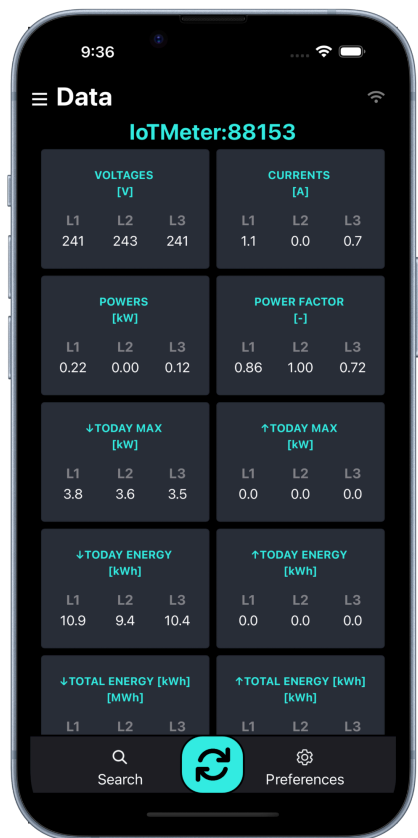 9:36
Data
IoTMeter:88153
VOLTAGES
[V]
L1 L2 L3
241 243 241
CURRENTS
[A]
L1 L2 L3
1.1 0.0 0.7
POWERS
[kW]
L1 L2 L3
0.22 0.00 0.12
POWER FACTOR
[-]
L1 L2 L3
0.86 1.00 0.72
↓TODAY MAX
[kW]
L1 L2 L3
3.8 3.6 3.5
↑TODAY MAX
[kW]
L1 L2 L3
0.0 0.0 0.0
↓TODAY ENERGY
[kWh]
L1 L2 L3
10.9 9.4 10.4
↑TODAY ENERGY
[kWh]
L1 L2 L3
0.0 0.0 0.0
↓TOTAL ENERGY [kWh]
[MWh]
L1 L2 L3
↑TOTAL ENERGY [kWh]
[kWh]
L1 L2 L3
Search
Preferences